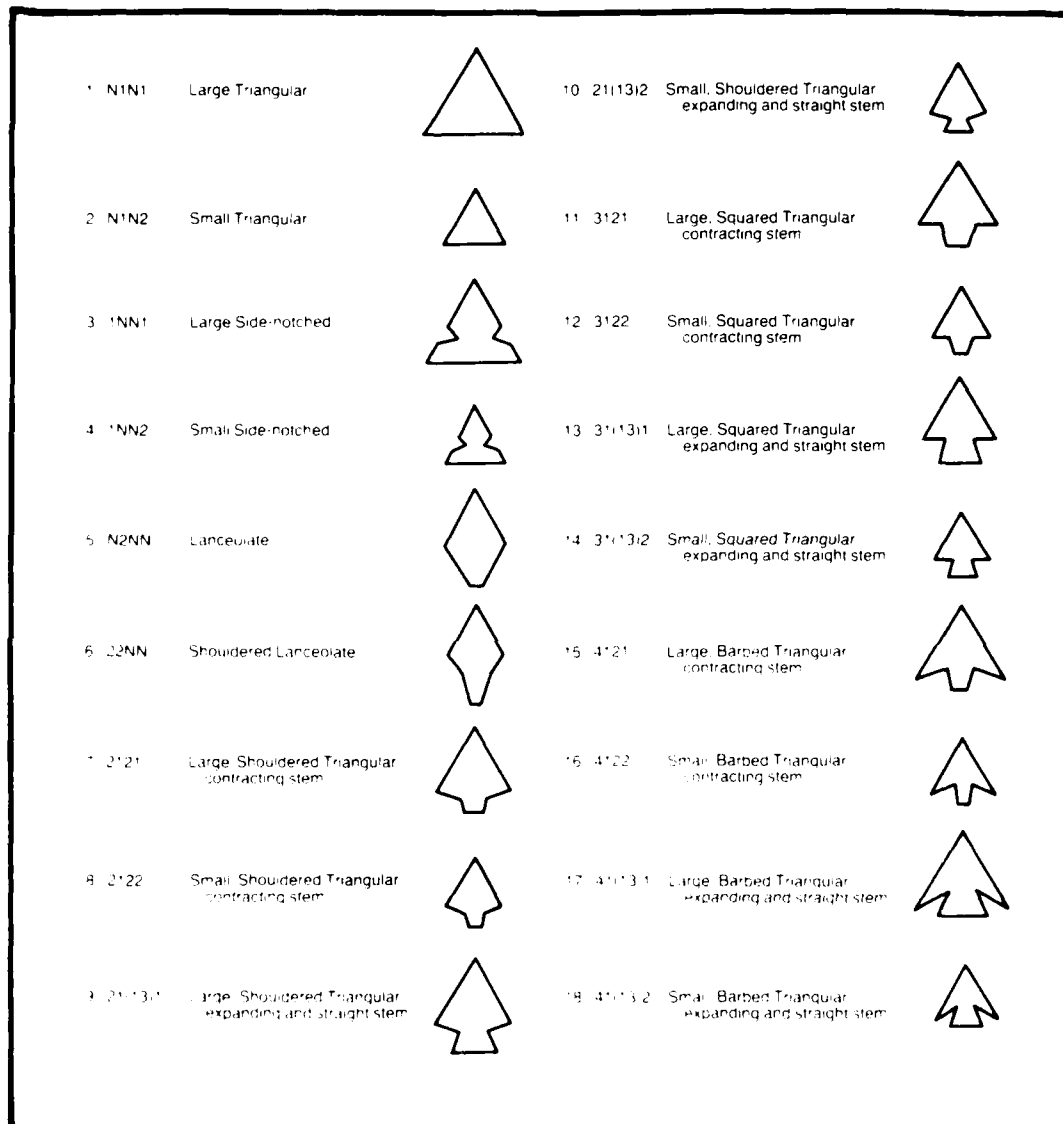 1 N1N1 Large Triangular
2 N1N2 Small Triangular
3 1NN1 Large Side-notched
4 1NN2 Small Side-notched
5 N2NN Lanceolate
6 22NN Shouldered Lanceolate
7 2121 Large, Shouldered Triangular
contracting stem
8 2122 Small, Shouldered Triangular
contracting stem
9 21(13)1 Large, Shouldered Triangular
expanding and straight stem
10 21(13)2 Small, Shouldered Triangular
expanding and straight stem
11 3121 Large, Squared Triangular
contracting stem
12 3122 Small, Squared Triangular
contracting stem
13 31(13)1 Large, Squared Triangular
expanding and straight stem
14 31(13)2 Small, Squared Triangular
expanding and straight stem
15 4121 Large, Barbed Triangular
contracting stem
16 4122 Small, Barbed Triangular
contracting stem
17 41(13)1 Large, Barbed Triangular
expanding and straight stem
18 41(13)2 Small, Barbed Triangular
expanding and straight stem